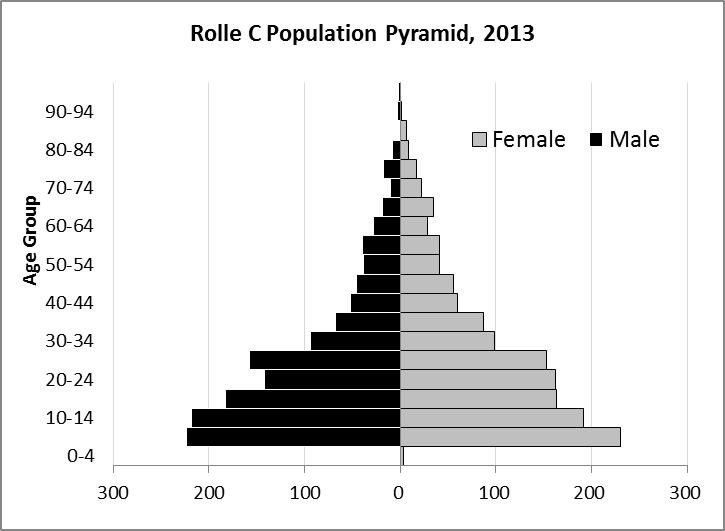 Rolle C Population Pyramid, 2013
Female Male
Age Group
90-94
80-84
70-74
60-64
50-54
40-44
30-34
20-24
10-14
0-4
300 200 100 0 100 200 300